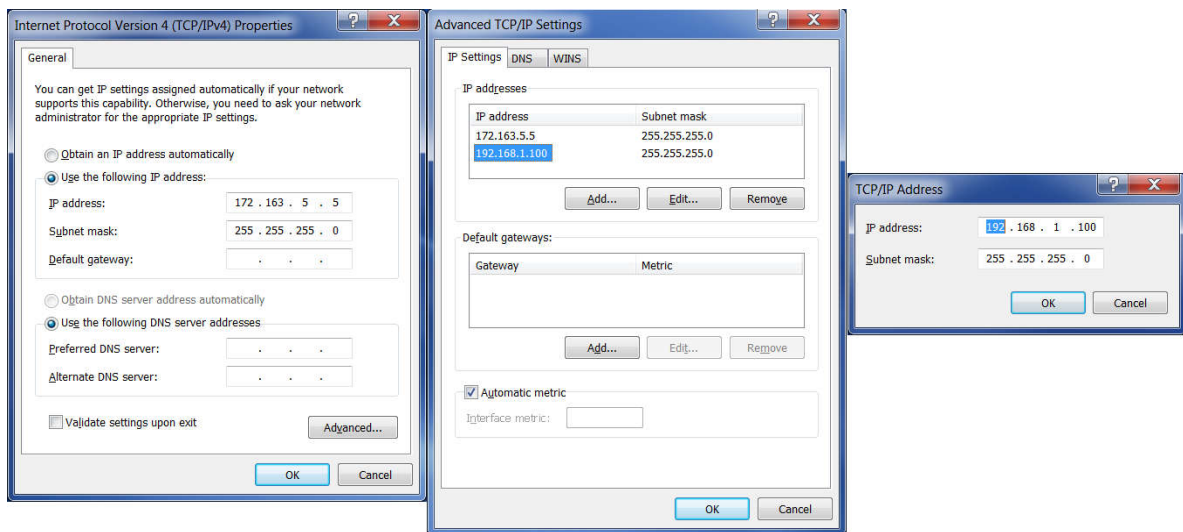 Internet Protocol Version 4 (TCP/IPv4) Properties
General
You can get IP settings assigned automatically if your network
supports this capability. Otherwise, you need to ask your network
administrator for the appropriate IP settings.
Obtain an IP address automatically
Use the following IP address:
IP address: 172 . 163 . 5 . 5
Subnet mask: 255 . 255 . 255 . 0
Default gateway: . . .
Obtain DNS server address automatically
Use the following DNS server addresses
Preferred DNS server: . . .
Alternate DNS server: . . .
Validate settings upon exit
Advanced...
OK Cancel
Advanced TCP/IP Settings
IP Settings DNS WINS
IP addresses
IP address Subnet mask
172.163.5.5 255.255.255.0
192.168.1.100 255.255.255.0
Add... Edit... Remove
Default gateways:
Gateway Metric
Add... Edit... Remove
Automatic metric
Interface metric:
OK Cancel
TCP/IP Address
IP address: 192 . 168 . 1 . 100
Subnet mask: 255 . 255 . 255 . 0
OK Cancel